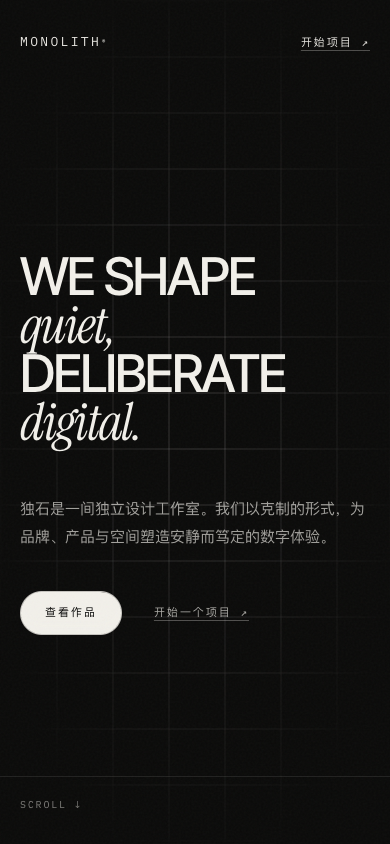 MONOLITH®
开始项目 ↗
WE SHAPE
quiet,
DELIBERATE
digital.
独石是一间独立设计工作室。我们以克制的形式，为
品牌、产品与空间塑造安静而笃定的数字体验。
查看作品
开始一个项目 ↗
SCROLL ↓